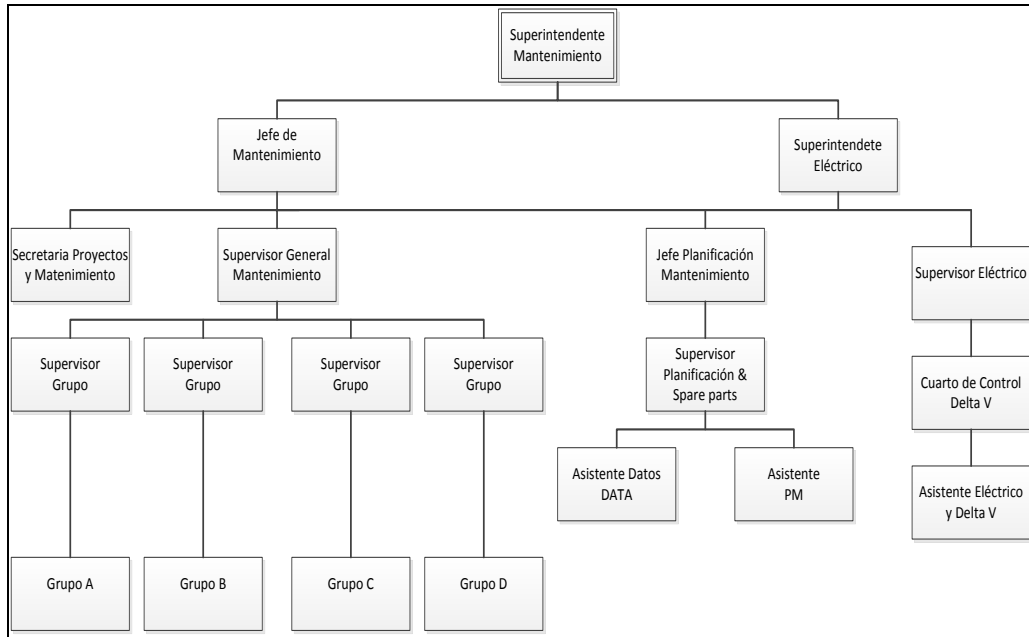 Superintendente
Mantenimiento
Jefe de
Mantenimiento
Superintendete
Eléctrico
Secretaria Proyectos
y Matenimiento
Supervisor General
Mantenimiento
Jefe Planificación
Mantenimiento
Supervisor Eléctrico
Supervisor
Grupo
Supervisor
Grupo
Supervisor
Grupo
Supervisor
Grupo
Supervisor
Planificación &
Spare parts
Cuarto de Control
Delta V
Asistente Datos
DATA
Asistente
PM
Asistente Eléctrico
y Delta V
Grupo A
Grupo B
Grupo C
Grupo D